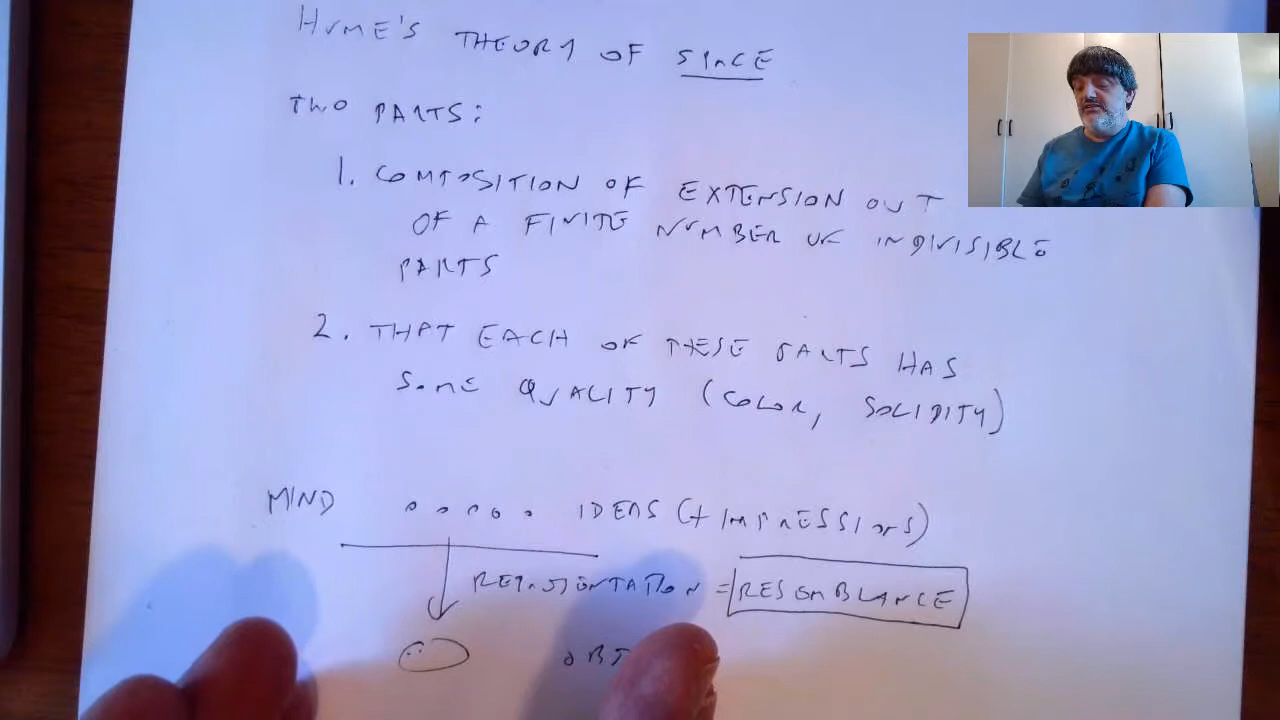 HUME'S THEORY OF SPACE
TWO PARTS:
1. COMPOSITION OF EXTENSION OUT
OF A FINITE NUMBER OF INDIVISIBLE
PARTS
2. THAT EACH OF THESE PARTS HAS
SOME QUALITY (COLOR, SOLIDITY)
MIND IDEAS (+ IMPRESSIONS)
REPRESENTATION = RESEMBLANCE